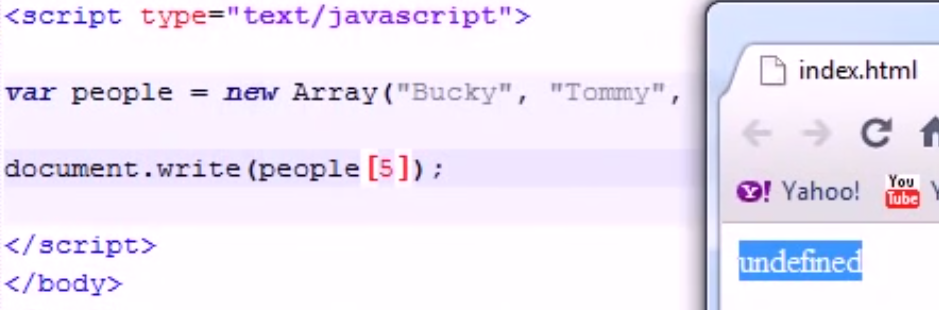 <script type="text/javascript">
var people = new Array("Bucky", "Tommy",
document.write(people[5]);
</script>
</body>
index.html
Yahoo!
You Tube
undefined